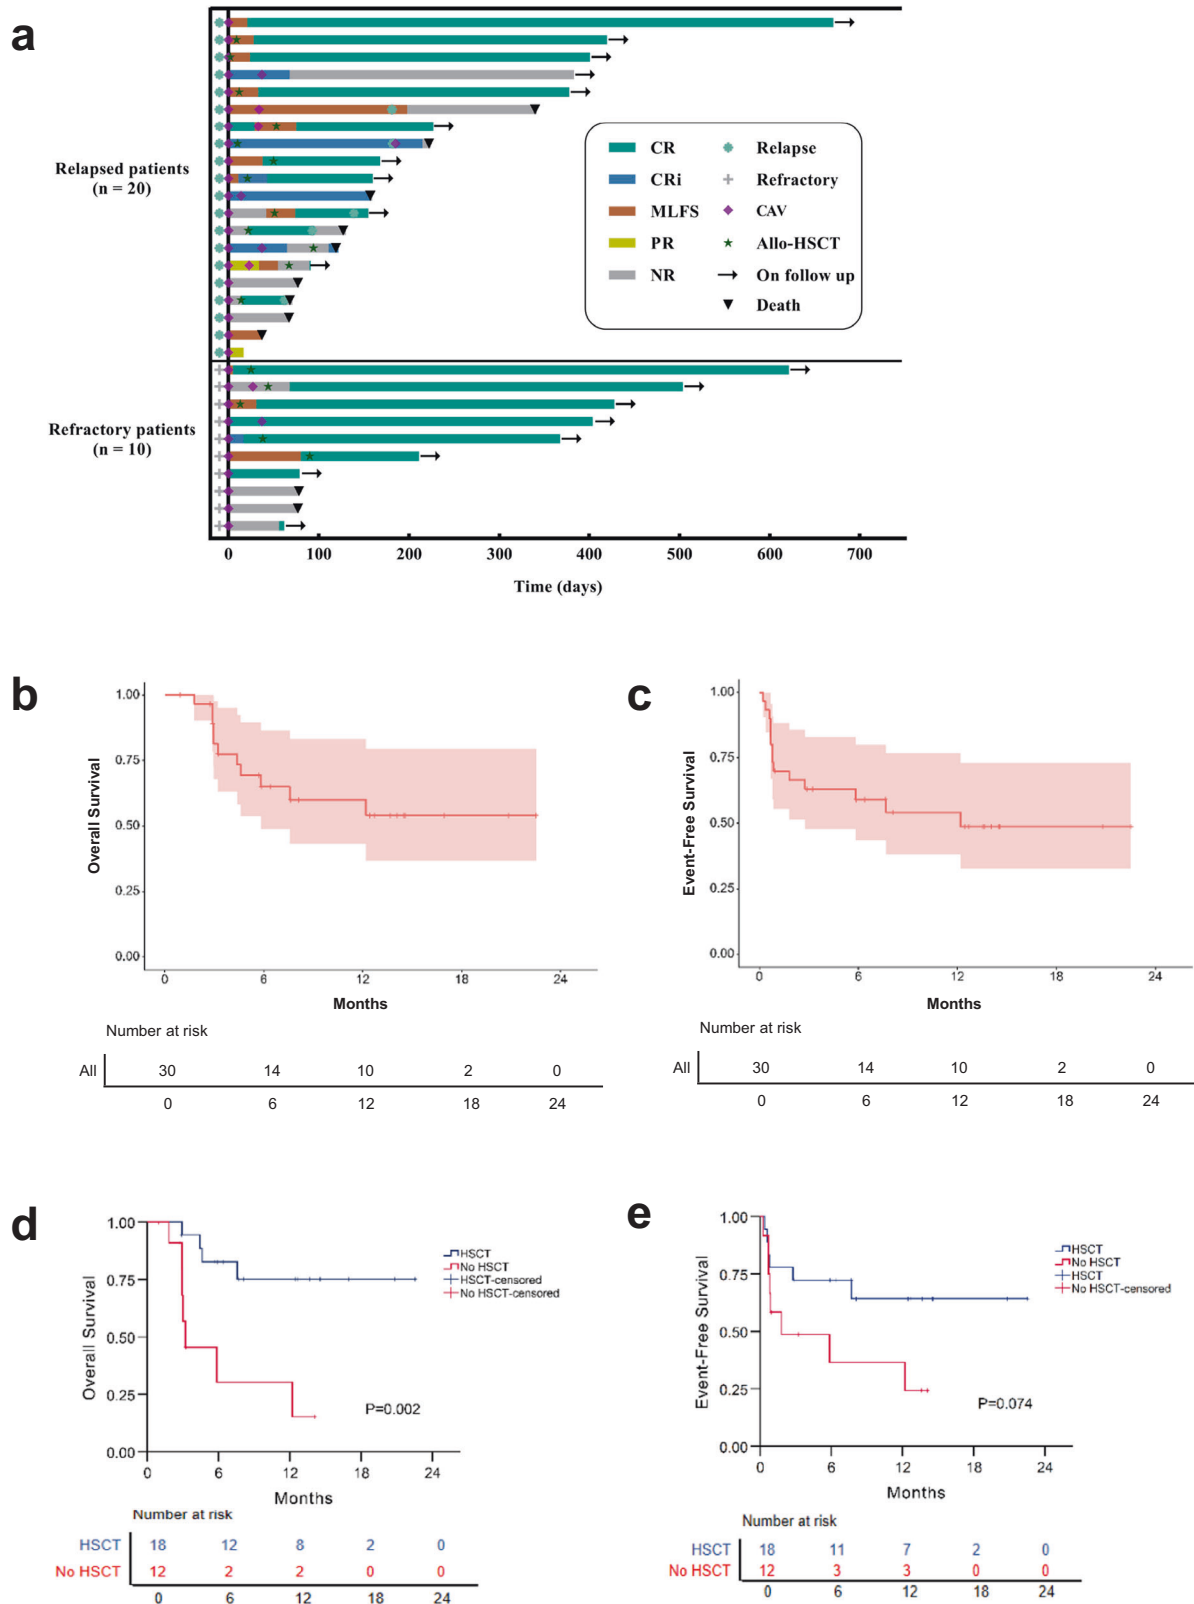 a
Relapsed patients
(n = 20)
Refractory patients
(n = 10)
CR
CRi
MLFS
PR
NR
Relapse
Refractory
CAV
Allo-HSCT
On follow up
Death
0 100 200 300 400 500 600 700
Time (days)
b
Overall Survival
1.00
0.75
0.50
0.25
0.00
0 6 12 18 24
Months
Number at risk
All 30 14 10 2 0
0 6 12 18 24
c
Event-Free Survival
1.00
0.75
0.50
0.25
0.00
0 6 12 18 24
Months
Number at risk
All 30 14 10 2 0
0 6 12 18 24
d
Overall Survival
1.00
0.75
0.50
0.25
0.00
HSCT
No HSCT
HSCT-censored
No HSCT-censored
P=0.002
0 6 12 18 24
Months
Number at risk
HSCT 18 12 8 2 0
No HSCT 12 2 2 0 0
0 6 12 18 24
e
Event-Free Survival
1.00
0.75
0.50
0.25
0.00
HSCT
No HSCT
HSCT
No HSCT-censored
P=0.074
0 6 12 18 24
Months
Number at risk
HSCT 18 11 7 2 0
No HSCT 12 3 3 0 0
0 6 12 18 24